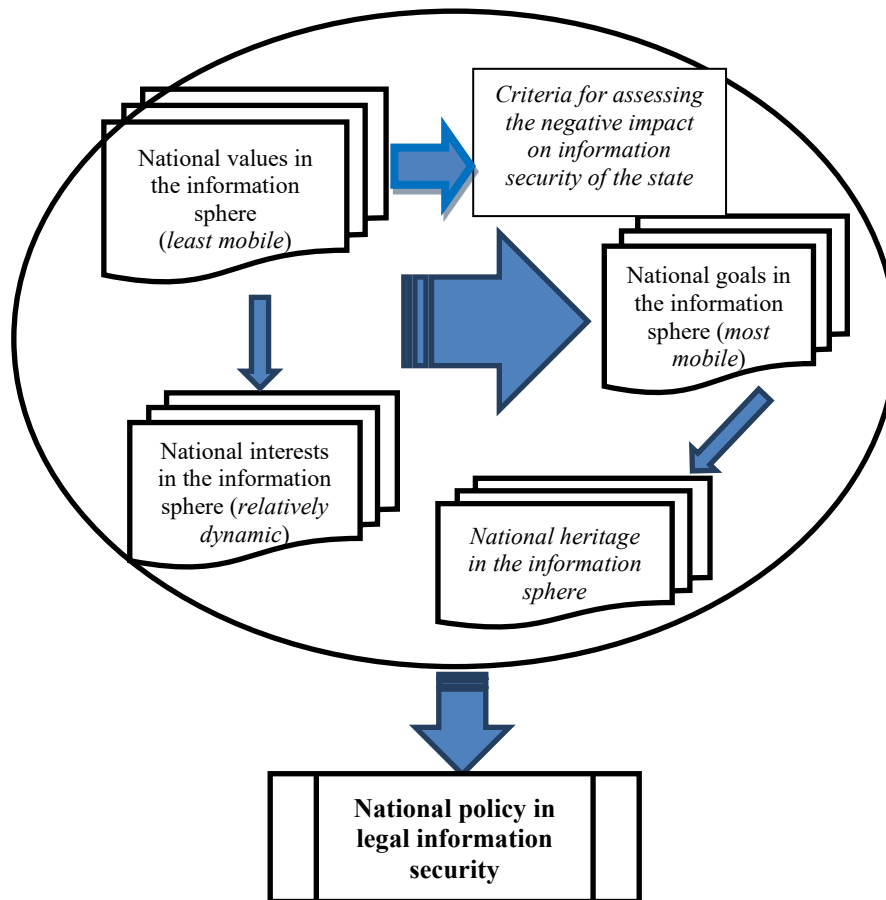 National values in
the information
sphere
(least mobile)
Criteria for assessing
the negative impact
on information
security of the state
National goals in
the information
sphere (most
mobile)
National interests
in the information
sphere (relatively
dynamic)
National heritage
in the information
sphere
National policy in
legal information
security